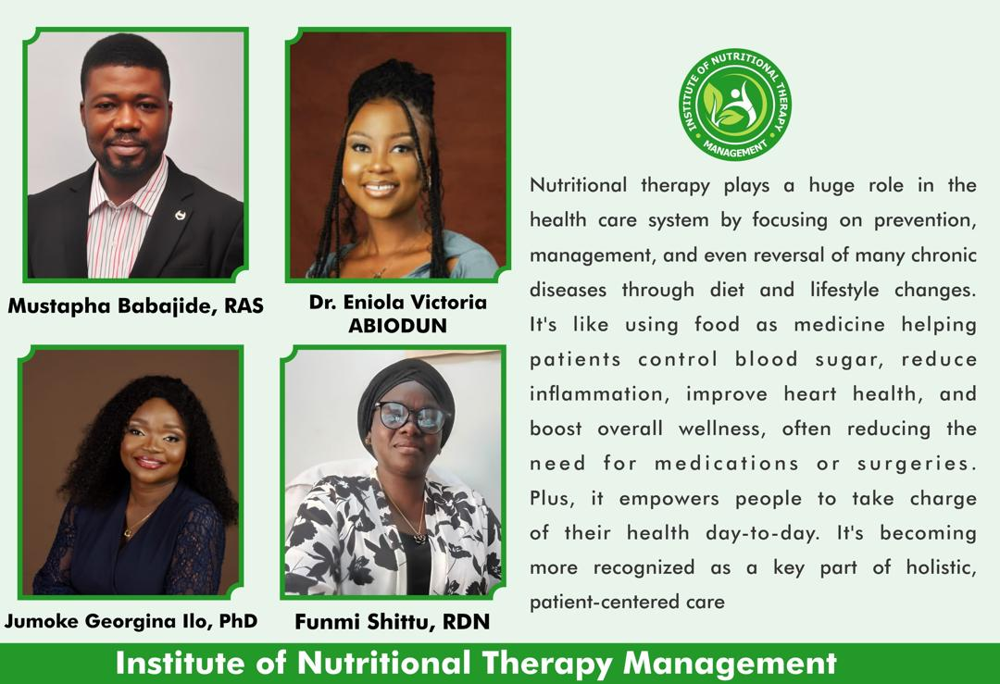 Mustapha Babajide, RAS
Dr. Eniola Victoria
ABIODUN
Jumoke Georgina Ilo, PhD
Funmi Shittu, RDN
INSTITUTE OF NUTRITIONAL THERAPY
MANAGEMENT
Nutritional therapy plays a huge role in the
health care system by focusing on prevention,
management, and even reversal of many chronic
diseases through diet and lifestyle changes.
It's like using food as medicine helping
patients control blood sugar, reduce
inflammation, improve heart health, and
boost overall wellness, often reducing the
need for medications or surgeries.
Plus, it empowers people to take charge
of their health day-to-day. It's becoming
more recognized as a key part of holistic,
patient-centered care
Institute of Nutritional Therapy Management